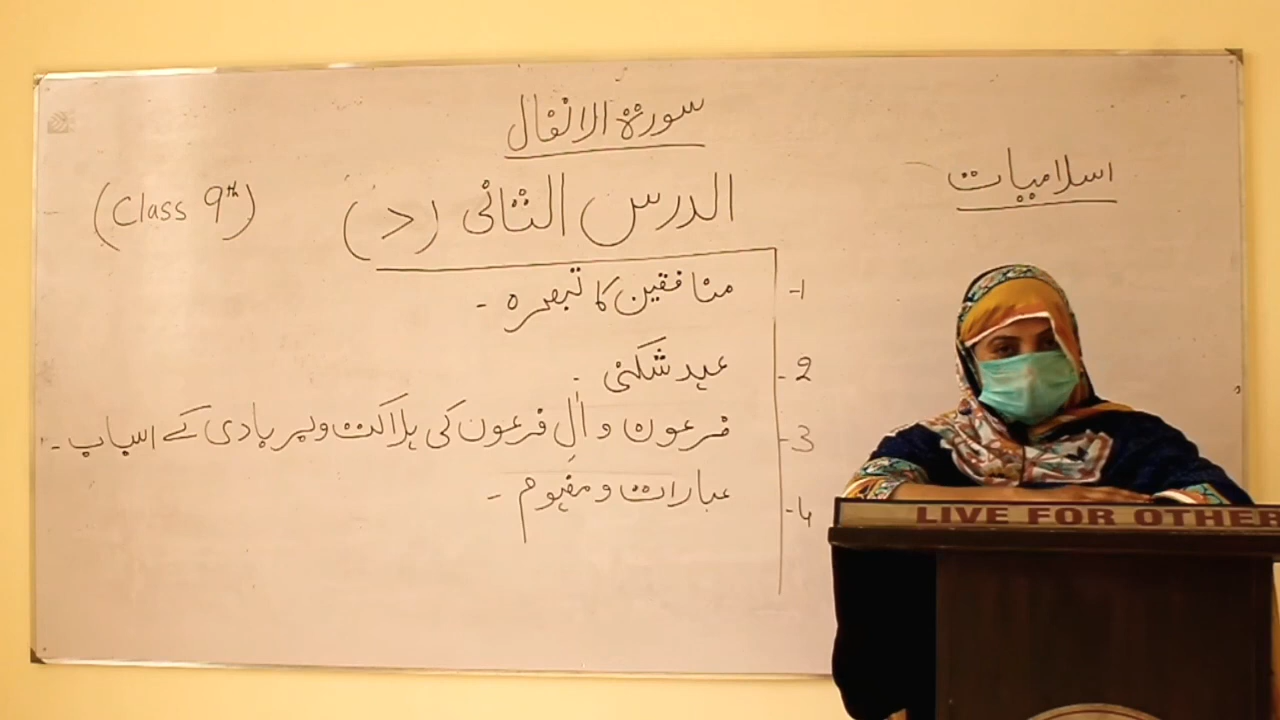 سورۃ الانفال
اسلامیات
الدرس الثانی (د)
(Class 9th)
1- منافقین کا تبصرہ -
2- عہد شکنی -
3- فرعون و اٰلِ فرعون کی ہلاکت و بربادی کے اسباب -
4- عبارات و مفہوم -
LIVE FOR OTHER